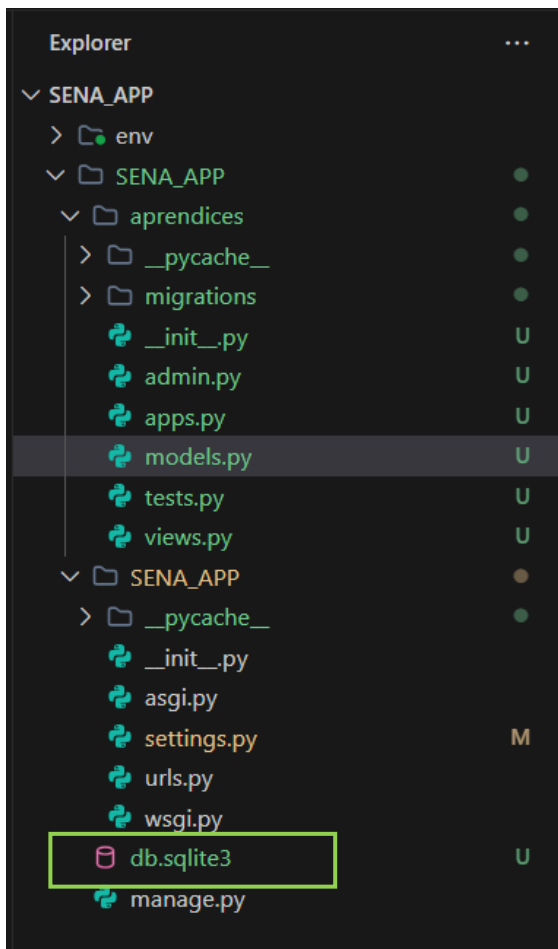 Explorer ...
SENA_APP
env
SENA_APP
aprendices
__pycache__
migrations
__init__.py U
admin.py U
apps.py U
models.py U
tests.py U
views.py U
SENA_APP
__pycache__
__init__.py
asgi.py
settings.py M
urls.py
wsgi.py
db.sqlite3 U
manage.py